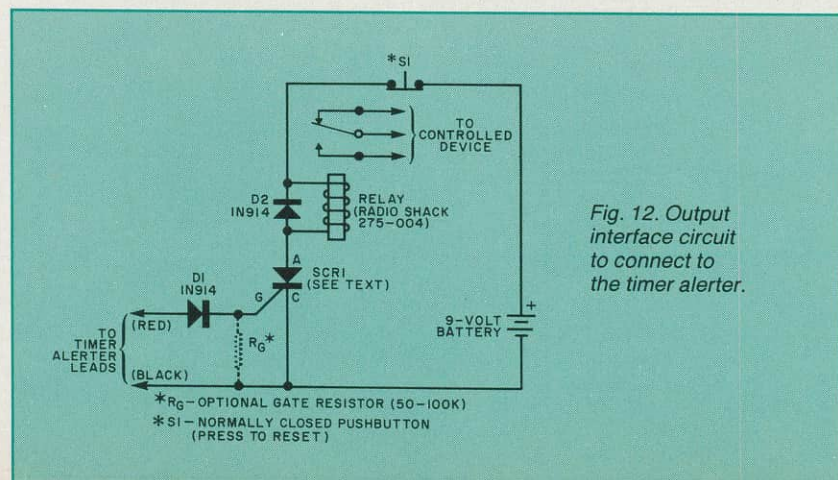 *S1
TO
CONTROLLED
DEVICE
D2
1N914
RELAY
(RADIO SHACK
275-004)
A
SCR1
(SEE TEXT)
G
C
D1
1N914
(RED)
TO
TIMER
ALERTER
LEADS
RG*
(BLACK)
9-VOLT
BATTERY
+
*RG–OPTIONAL GATE RESISTOR (50-100K)
*S1– NORMALLY CLOSED PUSHBUTTON
(PRESS TO RESET)
Fig. 12. Output
interface circuit
to connect to
the timer alerter.